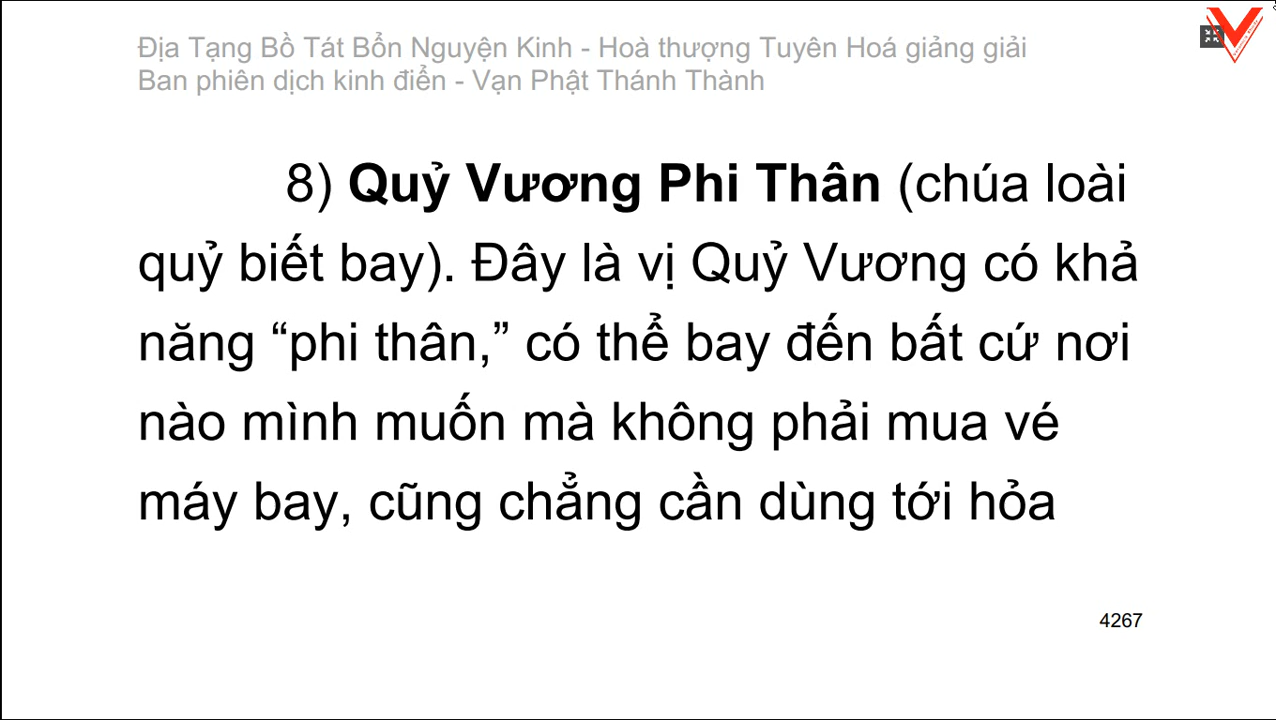 Địa Tạng Bồ Tát Bổn Nguyện Kinh - Hoà thượng Tuyên Hoá giảng giải
Ban phiên dịch kinh điển - Vạn Phật Thánh Thành
8) Quỷ Vương Phi Thân (chúa loài
quỷ biết bay). Đây là vị Quỷ Vương có khả
năng “phi thân,” có thể bay đến bất cứ nơi
nào mình muốn mà không phải mua vé
máy bay, cũng chẳng cần dùng tới hỏa
4267